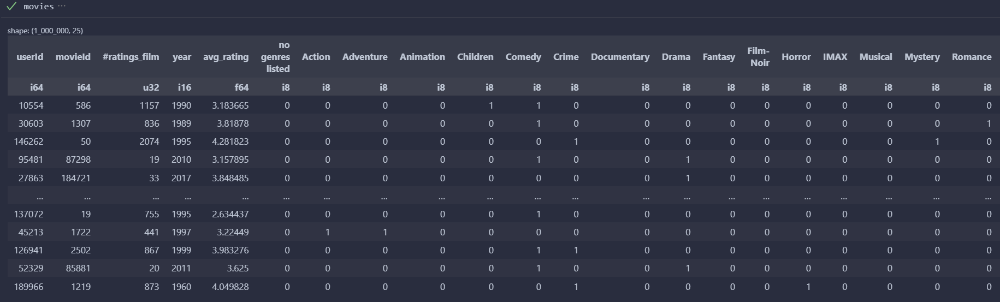 ✓ movies ...
shape: (1_000_000, 25)
userId movieId #ratings_film year avg_rating no genres listed Action Adventure Animation Children Comedy Crime Documentary Drama Fantasy Film-Noir Horror IMAX Musical Mystery Romance
i64 i64 u32 i16 f64 i8 i8 i8 i8 i8 i8 i8 i8 i8 i8 i8 i8 i8 i8 i8 i8
10554 586 1157 1990 3.183665 0 0 0 0 1 1 0 0 0 0 0 0 0 0 0 0
30603 1307 836 1989 3.81878 0 0 0 0 0 1 0 0 0 0 0 0 0 0 0 1
146262 50 2074 1995 4.281823 0 0 0 0 0 0 1 0 0 0 0 0 0 0 1 0
95481 87298 19 2010 3.157895 0 0 0 0 0 1 0 0 1 0 0 0 0 0 0 0
27863 184721 33 2017 3.848485 0 0 0 0 0 0 0 0 1 0 0 0 0 0 0 0
... ... ... ... ... ... ... ... ... ... ... ... ... ... ... ... ... ... ... ... ...
137072 19 755 1995 2.634437 0 0 0 0 0 1 0 0 0 0 0 0 0 0 0 0
45213 1722 441 1997 3.22449 0 1 1 0 0 0 0 0 0 0 0 0 0 0 0 0
126941 2502 867 1999 3.983276 0 0 0 0 0 1 1 0 0 0 0 0 0 0 0 0
52329 85881 20 2011 3.625 0 0 0 0 0 1 0 0 1 0 0 0 0 0 0 0
189966 1219 873 1960 4.049828 0 0 0 0 0 0 1 0 0 0 0 1 0 0 0 0